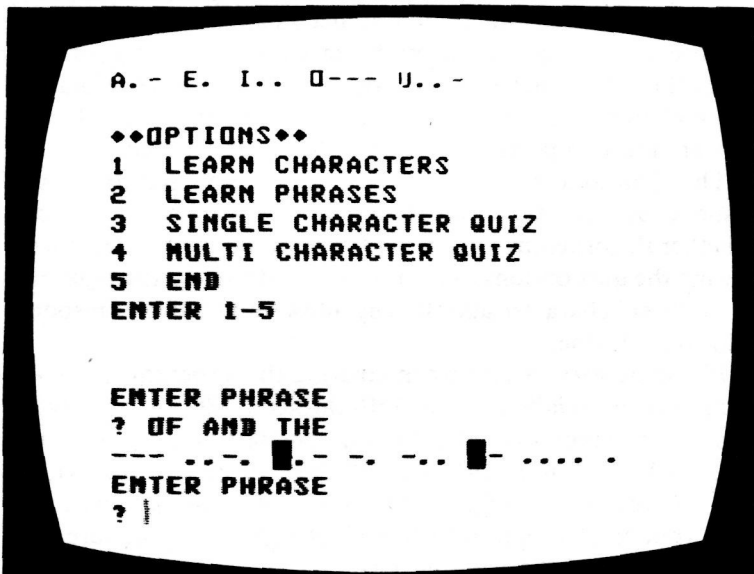 A.- E. I.. O--- U..-
♦♦OPTIONS♦♦
1 LEARN CHARACTERS
2 LEARN PHRASES
3 SINGLE CHARACTER QUIZ
4 MULTI CHARACTER QUIZ
5 END
ENTER 1-5
ENTER PHRASE
? OF AND THE
--- ..-. █.- -. -.. █- .... .
ENTER PHRASE
?